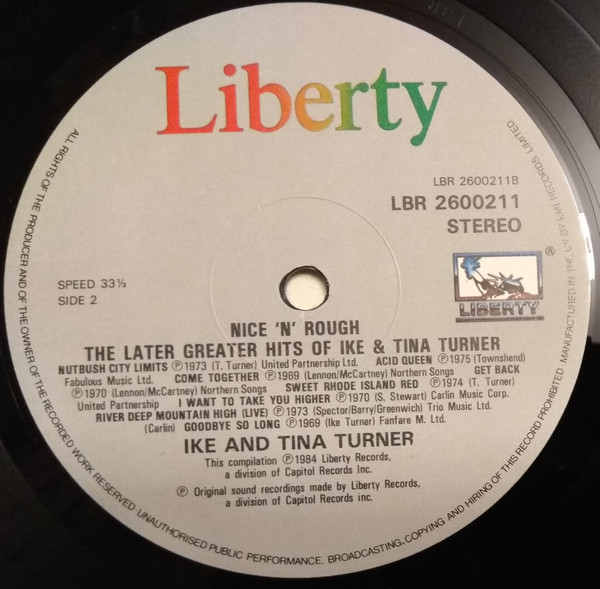 Liberty
LBR 2600211B
LBR 2600211
STEREO
®
LIBERTY
SPEED 33⅓
SIDE 2
NICE 'N' ROUGH
THE LATER GREATER HITS OF IKE & TINA TURNER
NUTBUSH CITY LIMITS ℗ 1973 (T. Turner) United Partnership Ltd. ACID QUEEN ℗ 1975 (Townshend)
Fabulous Music Ltd. COME TOGETHER ℗ 1969 (Lennon/McCartney) Northern Songs GET BACK
℗ 1970 (Lennon/McCartney) Northern Songs SWEET RHODE ISLAND RED ℗ 1974 (T. Turner)
United Partnership I WANT TO TAKE YOU HIGHER ℗ 1970 (S. Stewart) Carlin Music Corp.
RIVER DEEP MOUNTAIN HIGH (LIVE) ℗ 1973 (Spector/Barry/Greenwich) Trio Music Ltd.
(Carlin) GOODBYE SO LONG ℗ 1969 (Ike Turner) Fanfare M. Ltd.
IKE AND TINA TURNER
This compilation ℗ 1984 Liberty Records,
a division of Capitol Records Inc.
℗ Original sound recordings made by Liberty Records,
a division of Capitol Records inc.
ALL RIGHTS OF THE PRODUCER AND OF THE OWNER OF THE RECORDED WORK RESERVED. UNAUTHORISED PUBLIC PERFORMANCE, BROADCASTING, COPYING AND HIRING OF THIS RECORD PROHIBITED. MANUFACTURED IN THE UK BY EMI RECORDS LIMITED